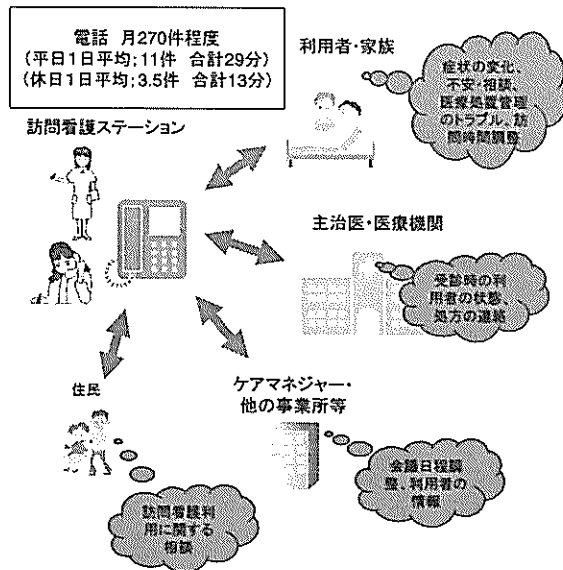 電話 月270件程度
(平日1日平均;11件 合計29分)
(休日1日平均;3.5件 合計13分)
訪問看護ステーション
利用者・家族
症状の変化、
不安・相談、
医療処置管理
のトラブル、訪
問時間調整
主治医・医療機関
受診時の利
用者の状態、
処方の連絡
ケアマネジャー・
他の事業所等
会議日程調
整、利用者の
情報
住民
訪問看護利
用に関する
相談